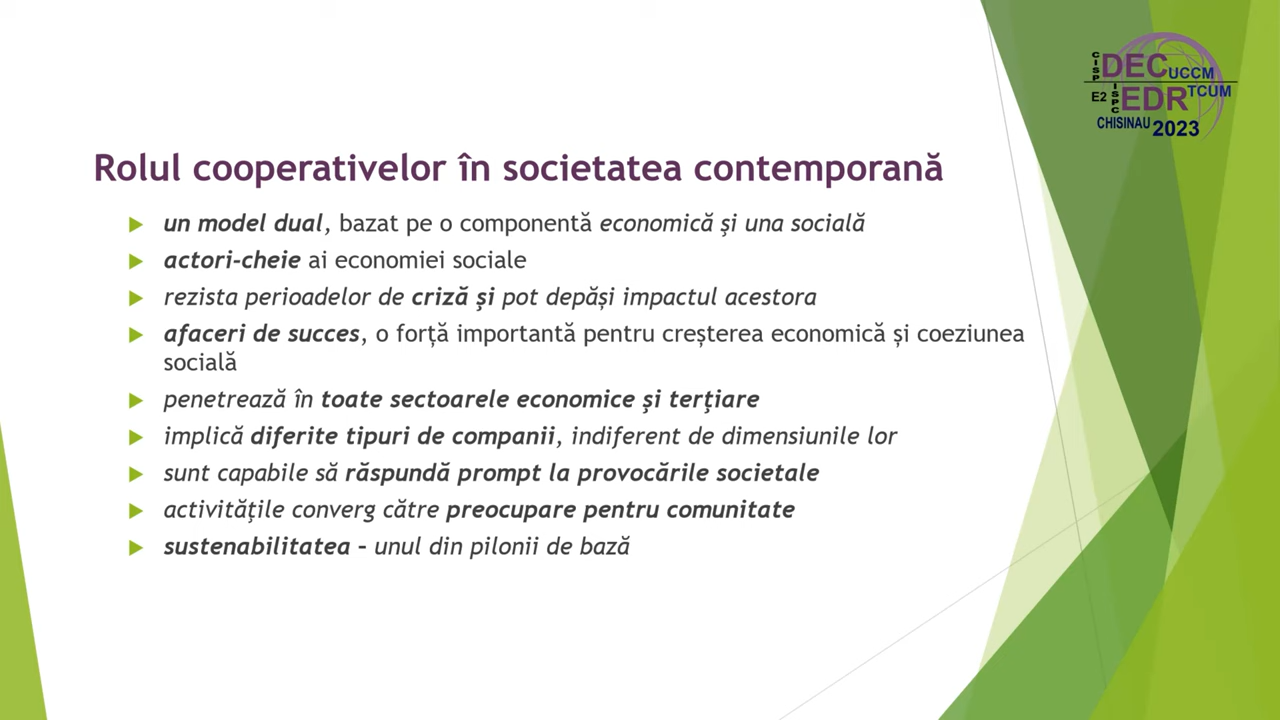 CISP DEC UCCM
E2 ISPC EDR TCUM
CHISINAU 2023
Rolul cooperativelor în societatea contemporană
un model dual, bazat pe o componentă economică şi una socială
actori-cheie ai economiei sociale
rezista perioadelor de criză şi pot depăși impactul acestora
afaceri de succes, o forță importantă pentru creșterea economică și coeziunea
socială
penetrează în toate sectoarele economice și terțiare
implică diferite tipuri de companii, indiferent de dimensiunile lor
sunt capabile să răspundă prompt la provocările societale
activităţile converg către preocupare pentru comunitate
sustenabilitatea – unul din pilonii de bază